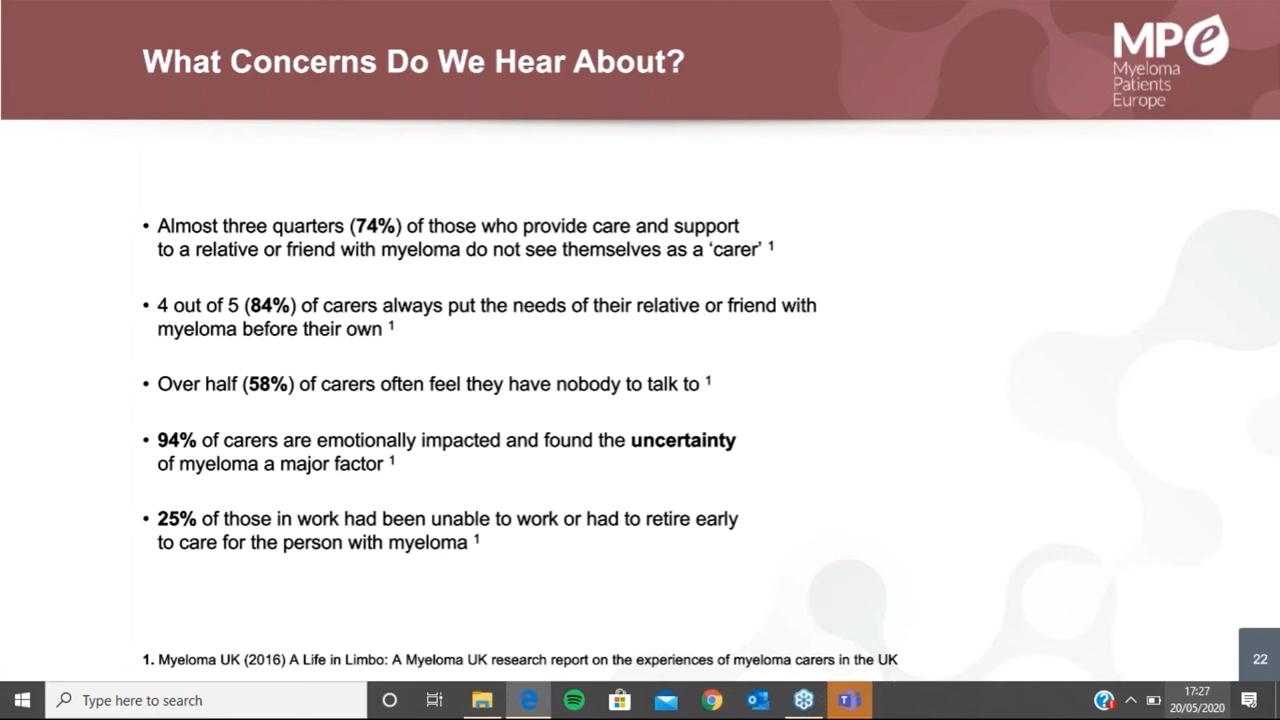 What Concerns Do We Hear About?
MPe
Myeloma
Patients
Europe
• Almost three quarters (74%) of those who provide care and support
to a relative or friend with myeloma do not see themselves as a ‘carer’ 1
• 4 out of 5 (84%) of carers always put the needs of their relative or friend with
myeloma before their own 1
• Over half (58%) of carers often feel they have nobody to talk to 1
• 94% of carers are emotionally impacted and found the uncertainty
of myeloma a major factor 1
• 25% of those in work had been unable to work or had to retire early
to care for the person with myeloma 1
1. Myeloma UK (2016) A Life in Limbo: A Myeloma UK research report on the experiences of myeloma carers in the UK
22
Type here to search
17:27
20/05/2020